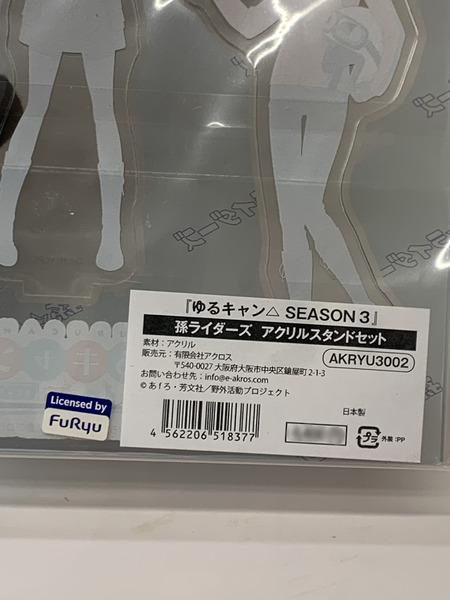 『ゆるキャン△ SEASON 3』
孫ライダーズ アクリルスタンドセット
素材：アクリル
販売元：有限会社アクロス
〒540-0027 大阪府大阪市中央区鎗屋町2-1-3
お問い合わせ先：info@e-akros.com
©あfろ・芳文社／野外活動プロジェクト
AKRYU3002
日本製
4 562206 518377
プラ
外装：PP
Licensed by
FuRyu